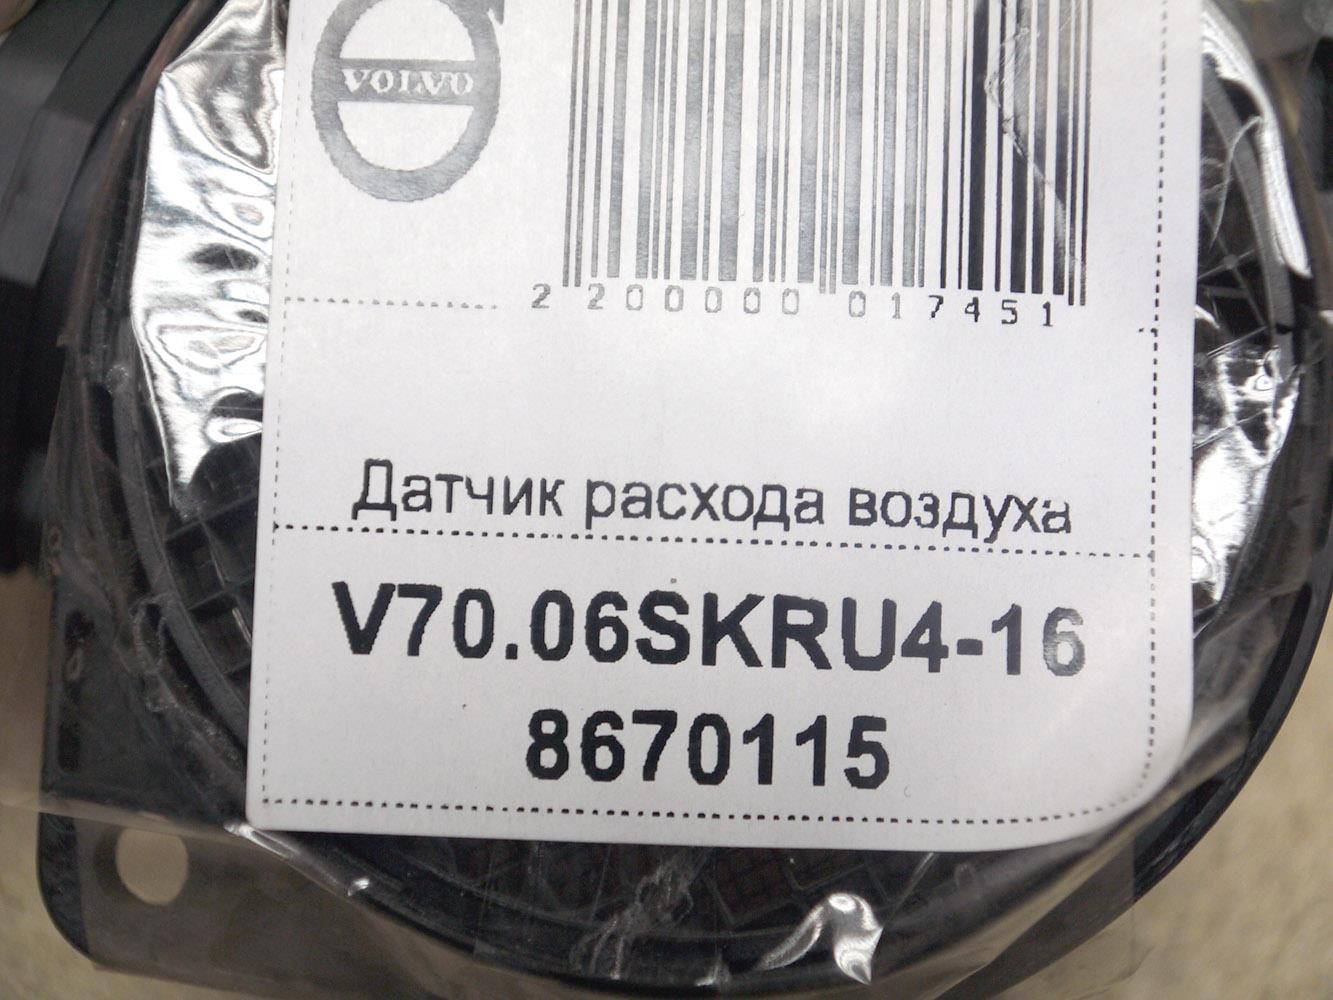 VOLVO
2 200000 017451
Датчик расхода воздуха
V70.06SKRU4-16
8670115